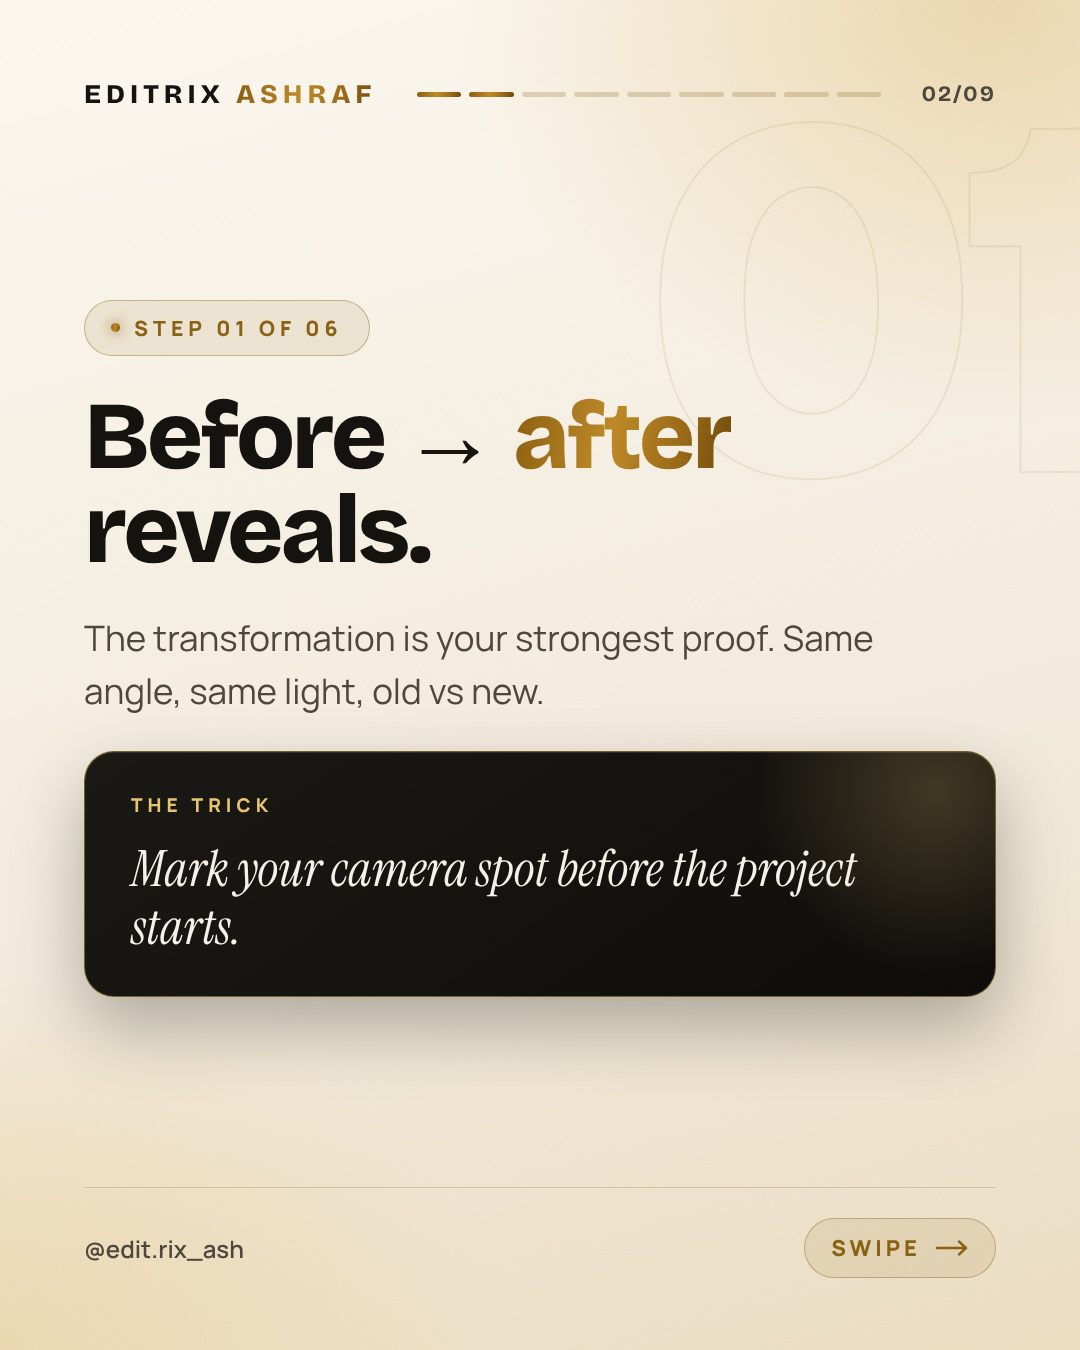 EDITRIX ASHRAF
02/09
01
STEP 01 OF 06
Before → after
reveals.
The transformation is your strongest proof. Same
angle, same light, old vs new.
THE TRICK
Mark your camera spot before the project
starts.
@edit.rix_ash
SWIPE →